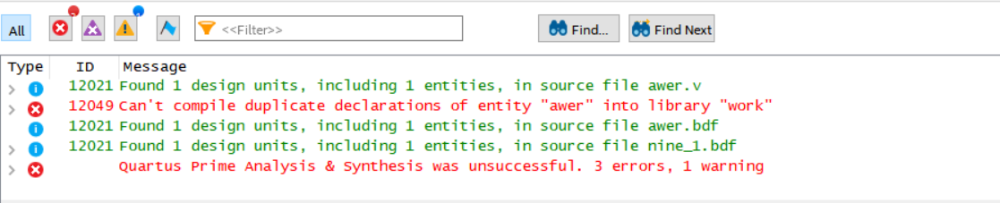 All <<Filter>> Find... Find Next
Type ID Message
12021 Found 1 design units, including 1 entities, in source file awer.v
12049 Can't compile duplicate declarations of entity "awer" into library "work"
12021 Found 1 design units, including 1 entities, in source file awer.bdf
12021 Found 1 design units, including 1 entities, in source file nine_1.bdf
Quartus Prime Analysis & Synthesis was unsuccessful. 3 errors, 1 warning